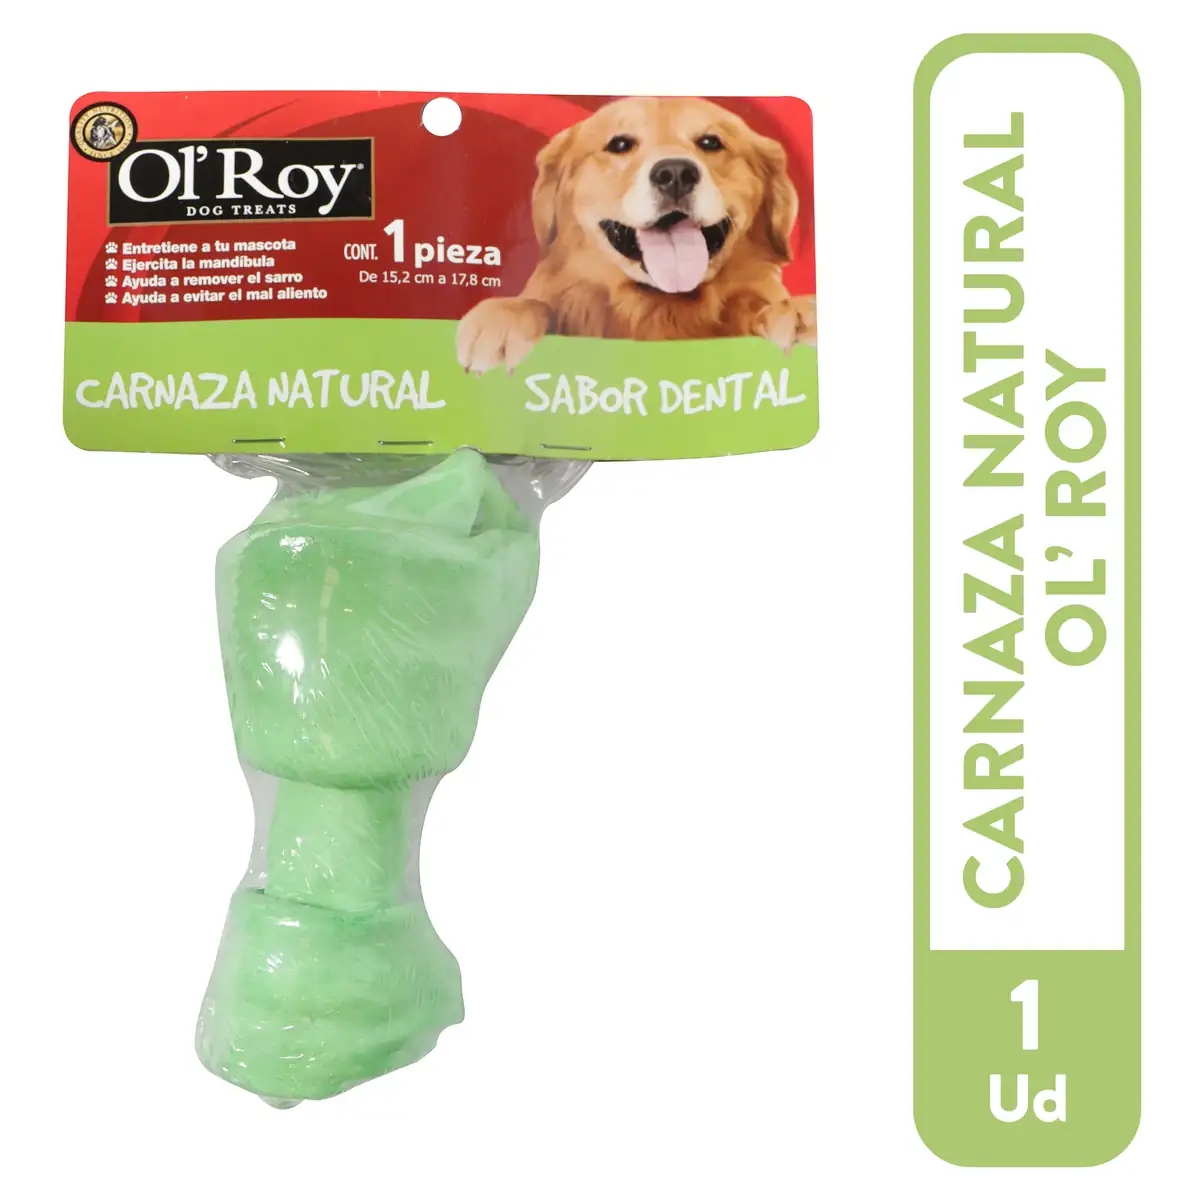 OL' ROY®
DOG TREATS
Entretiene a tu mascota
Ejercita la mandíbula
Ayuda a remover el sarro
Ayuda a evitar el mal aliento
CONT. 1 pieza
De 15,2 cm a 17,8 cm
CARNAZA NATURAL
SABOR DENTAL
CARNAZA NATURAL
OL' ROY
1
Ud